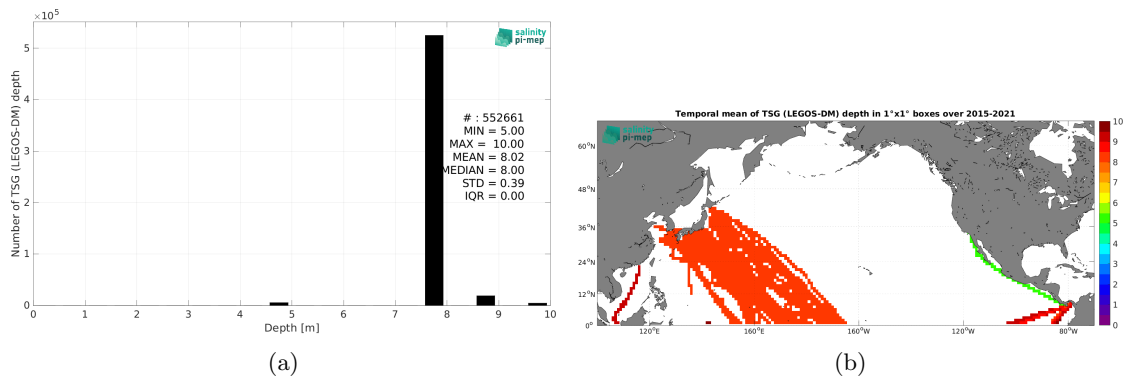 ×10⁵
5
4
3
2
1
0
Number of TSG (LEGOS-DM) depth
salinity
pi-mep
# : 552661
MIN = 5.00
MAX = 10.00
MEAN = 8.02
MEDIAN = 8.00
STD = 0.39
IQR = 0.00
0 1 2 3 4 5 6 7 8 9 10
Depth [m]
(a)
Temporal mean of TSG (LEGOS-DM) depth in 1°x1° boxes over 2015-2021
salinity
pi-mep
60°N
48°N
36°N
24°N
12°N
0°
120°E 160°E 160°W 120°W 80°W
10
9
8
7
6
5
4
3
2
1
0
(b)